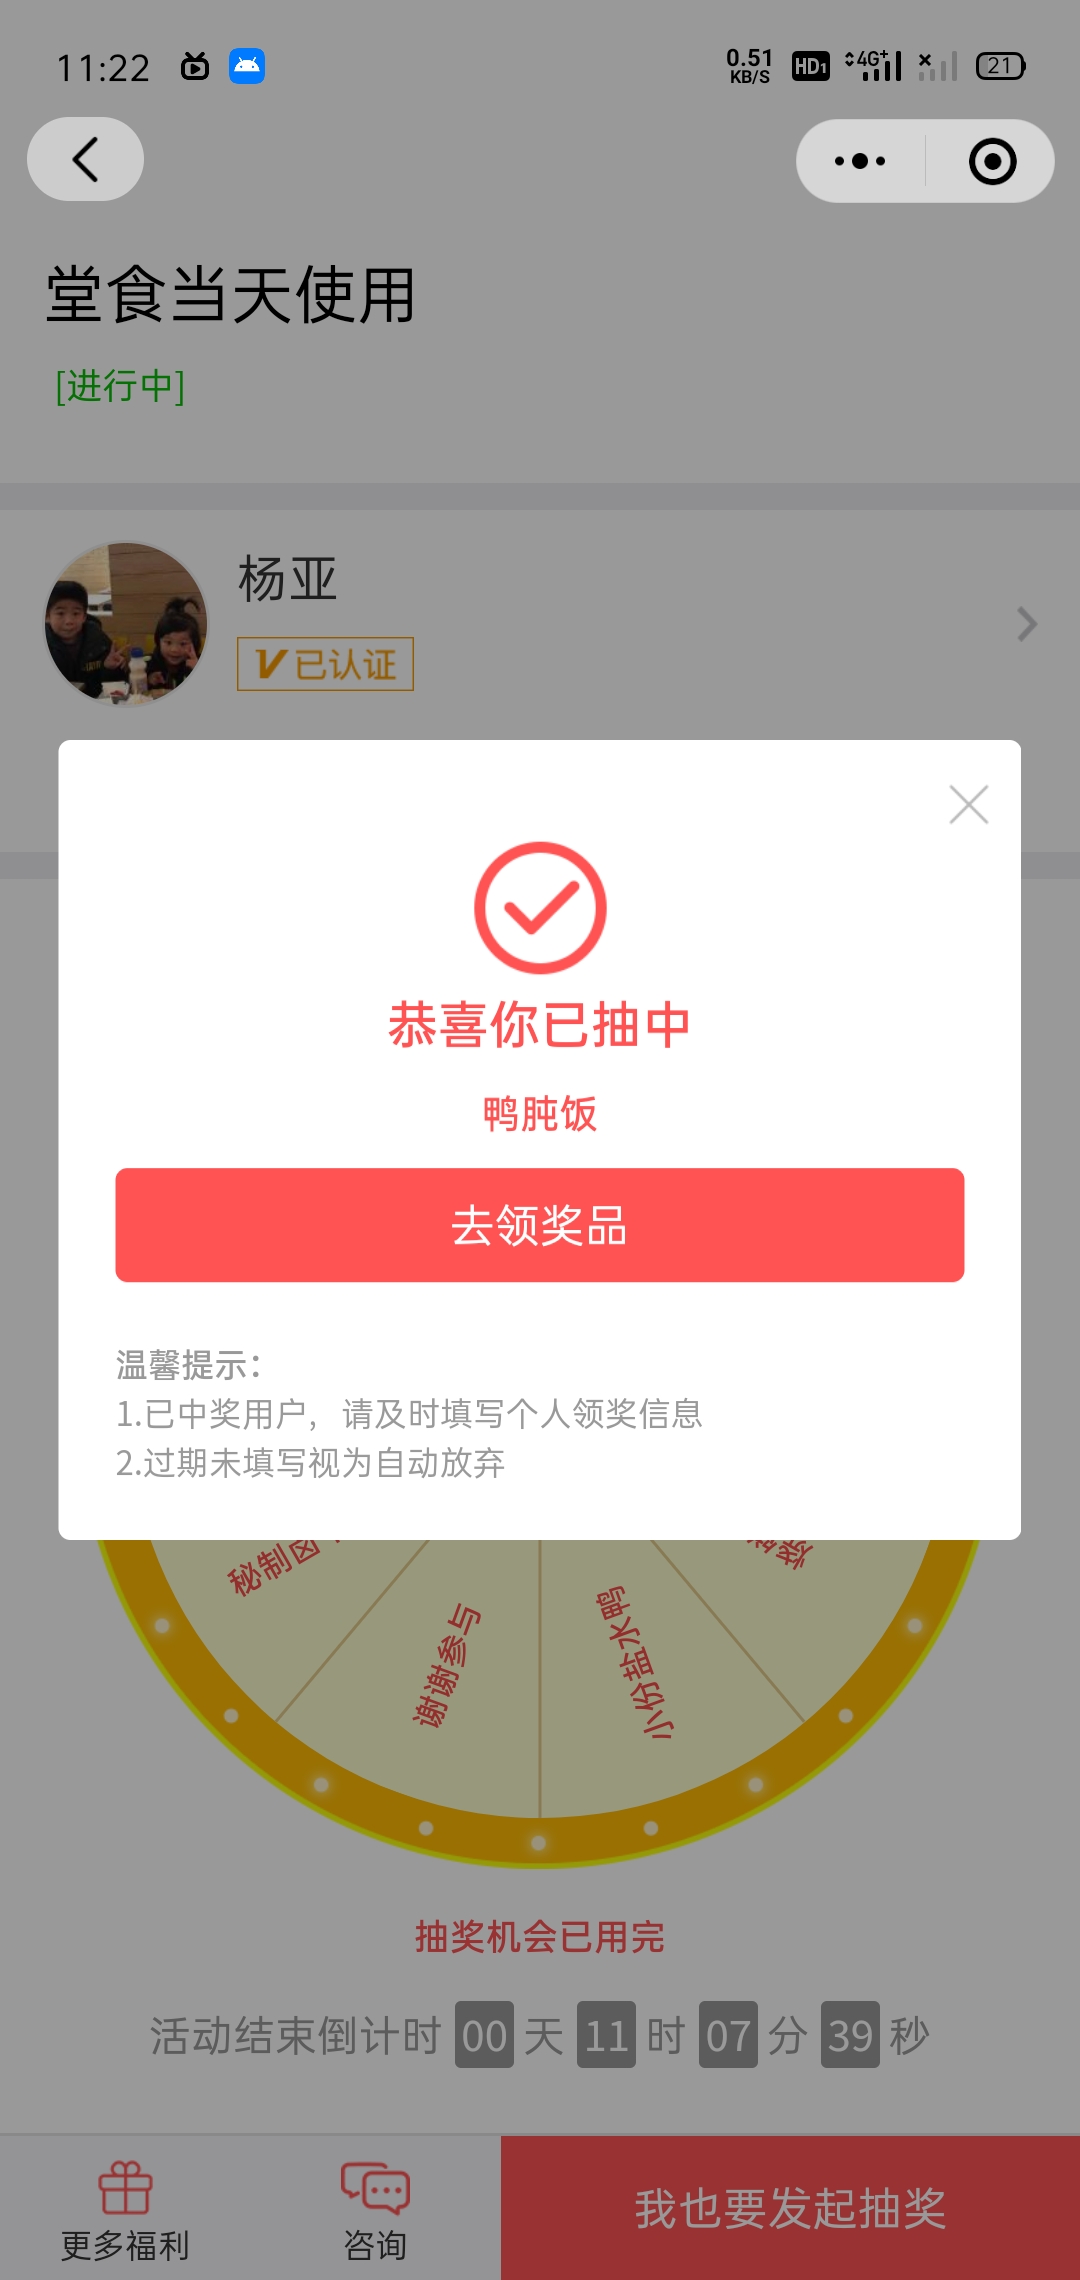 11:22
0.51
KB/S
HD1
4G+
21
堂食当天使用
[进行中]
杨亚
V已认证
恭喜你已抽中
鸭肫饭
去领奖品
温馨提示：
1.已中奖用户，请及时填写个人领奖信息
2.过期未填写视为自动放弃
秘制
谢谢参与
小份盐水鸭
抽奖机会已用完
活动结束倒计时 00 天 11 时 07 分 39 秒
更多福利
咨询
我也要发起抽奖